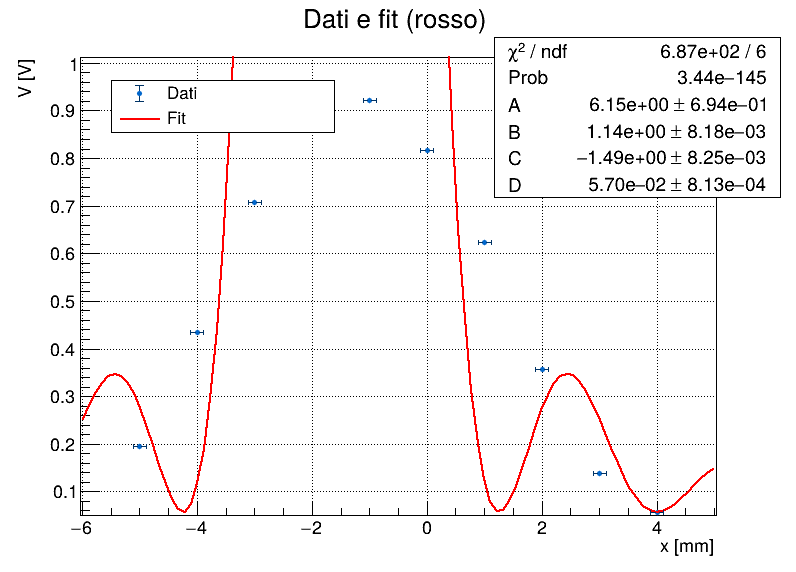 Dati e fit (rosso)
χ² / ndf 6.87e+02 / 6
Prob 3.44e−145
A 6.15e+00 ± 6.94e−01
B 1.14e+00 ± 8.18e−03
C −1.49e+00 ± 8.25e−03
D 5.70e−02 ± 8.13e−04
V [V]
Dati
Fit
1
0.9
0.8
0.7
0.6
0.5
0.4
0.3
0.2
0.1
−6 −4 −2 0 2 4
x [mm]